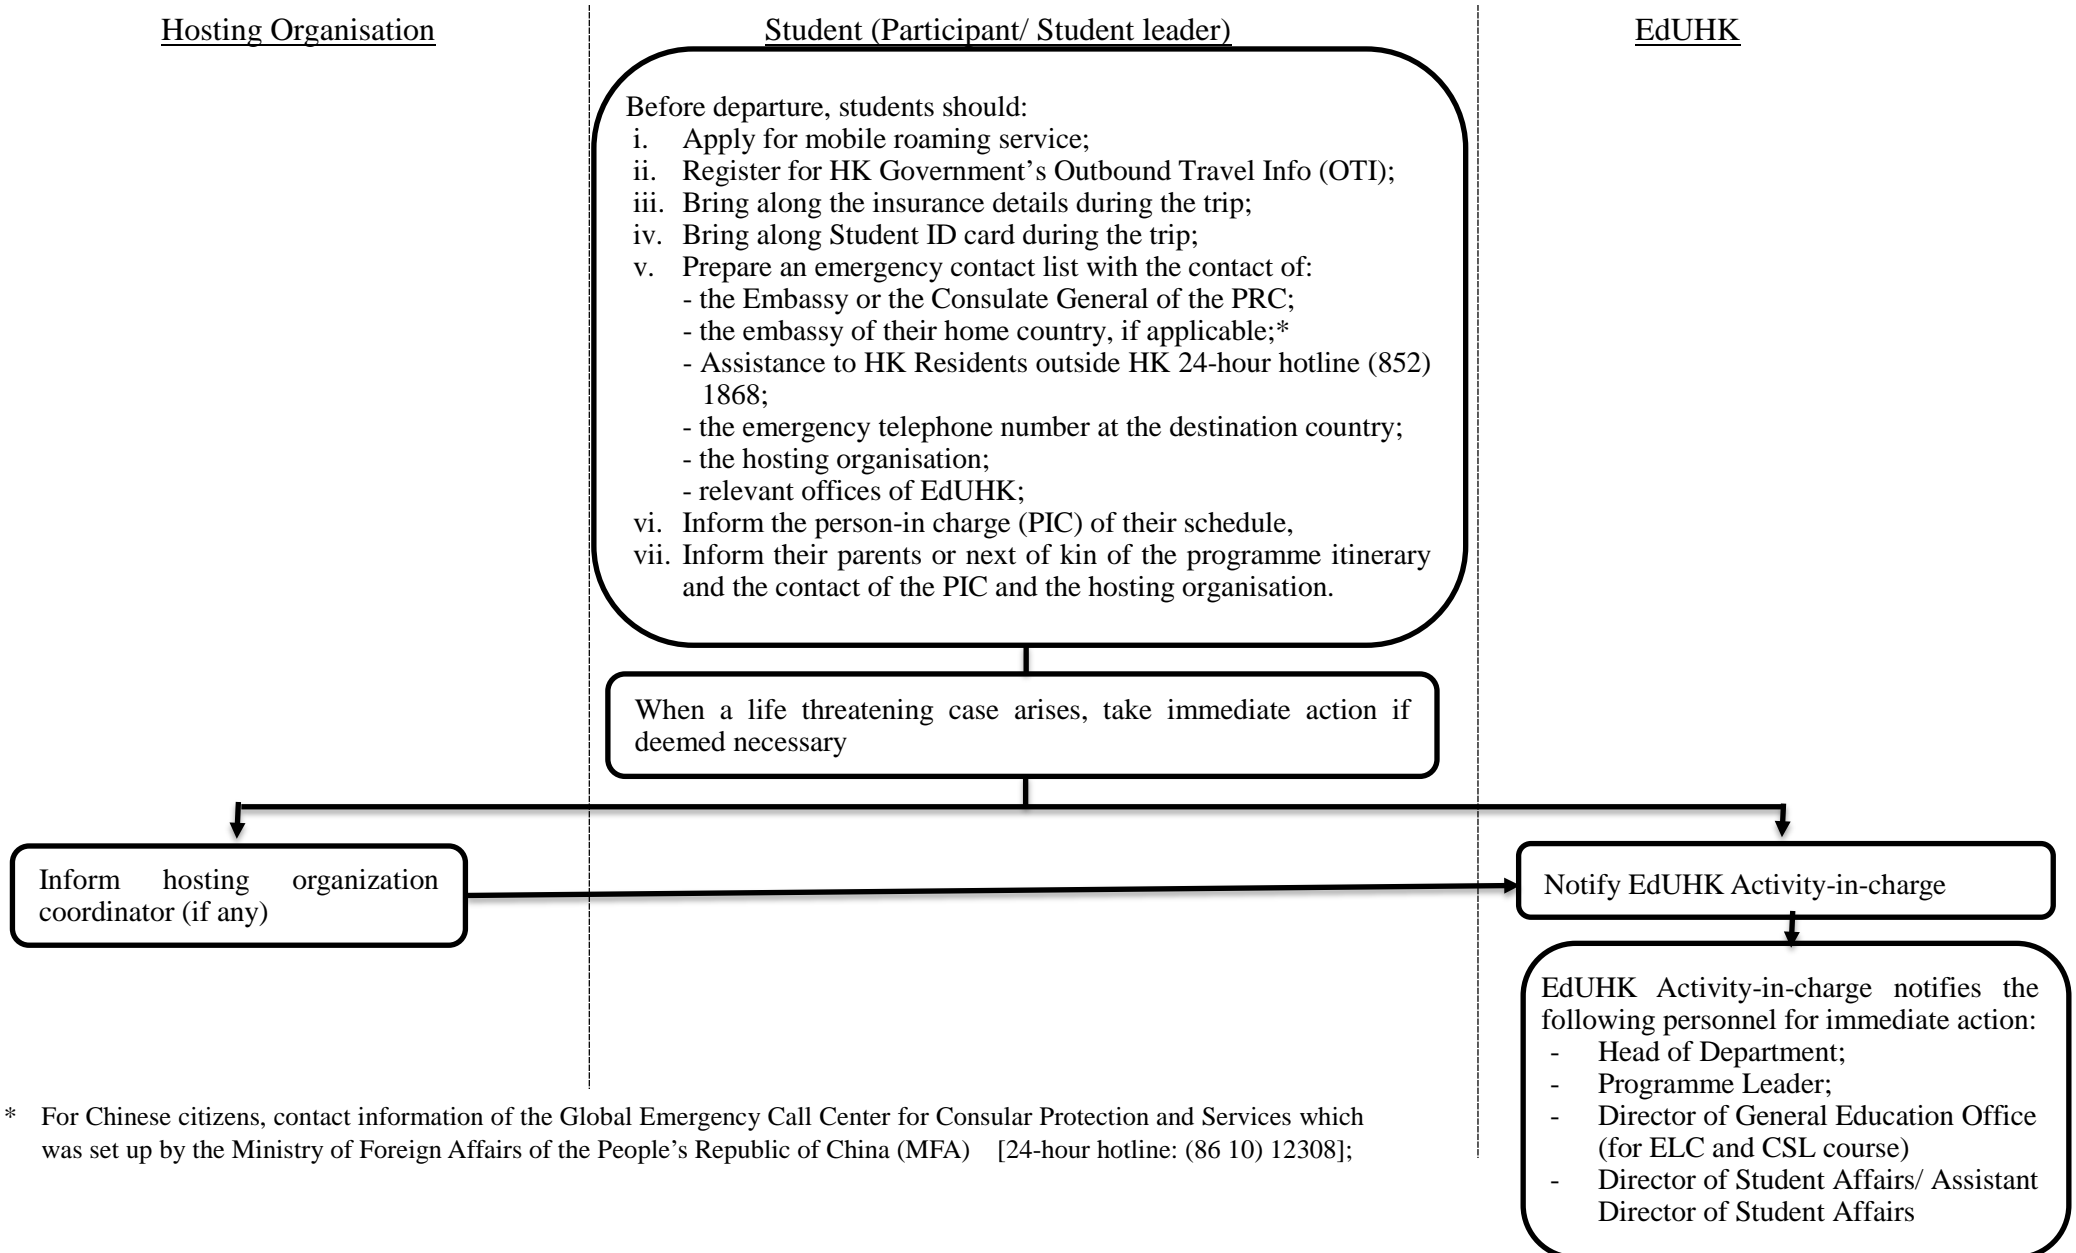 Hosting Organisation
Student (Participant/ Student leader)
EdUHK
Before departure, students should:
i. Apply for mobile roaming service;
ii. Register for HK Government’s Outbound Travel Info (OTI);
iii. Bring along the insurance details during the trip;
iv. Bring along Student ID card during the trip;
v. Prepare an emergency contact list with the contact of:
- the Embassy or the Consulate General of the PRC;
- the embassy of their home country, if applicable;*
- Assistance to HK Residents outside HK 24-hour hotline (852)
1868;
- the emergency telephone number at the destination country;
- the hosting organisation;
- relevant offices of EdUHK;
vi. Inform the person-in charge (PIC) of their schedule,
vii. Inform their parents or next of kin of the programme itinerary
and the contact of the PIC and the hosting organisation.
When a life threatening case arises, take immediate action if
deemed necessary
Inform hosting organization
coordinator (if any)
Notify EdUHK Activity-in-charge
EdUHK Activity-in-charge notifies the
following personnel for immediate action:
- Head of Department;
- Programme Leader;
- Director of General Education Office
(for ELC and CSL course)
- Director of Student Affairs/ Assistant
Director of Student Affairs
* For Chinese citizens, contact information of the Global Emergency Call Center for Consular Protection and Services which
was set up by the Ministry of Foreign Affairs of the People’s Republic of China (MFA) [24-hour hotline: (86 10) 12308];